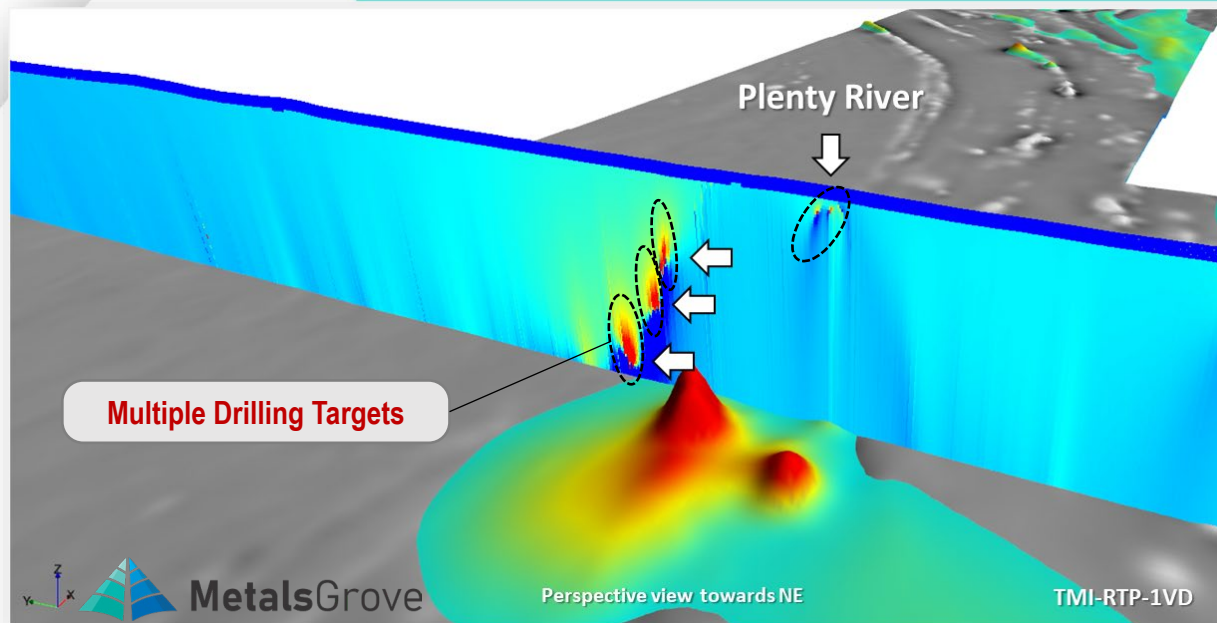 Plenty River
Multiple Drilling Targets
Z
Y
X
MetalsGrove
Perspective view towards NE
TMI-RTP-1VD